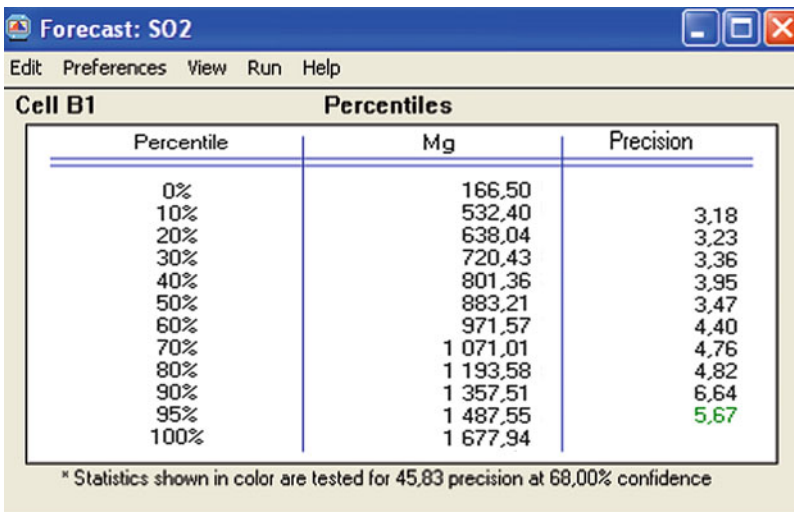 Forecast: SO2
Edit Preferences View Run Help
Cell B1 Percentiles
Percentile Mg Precision
0% 166,50
10% 532,40 3,18
20% 638,04 3,23
30% 720,43 3,36
40% 801,36 3,95
50% 883,21 3,47
60% 971,57 4,40
70% 1 071,01 4,76
80% 1 193,58 4,82
90% 1 357,51 6,64
95% 1 487,55 5,67
100% 1 677,94
* Statistics shown in color are tested for 45,83 precision at 68,00% confidence